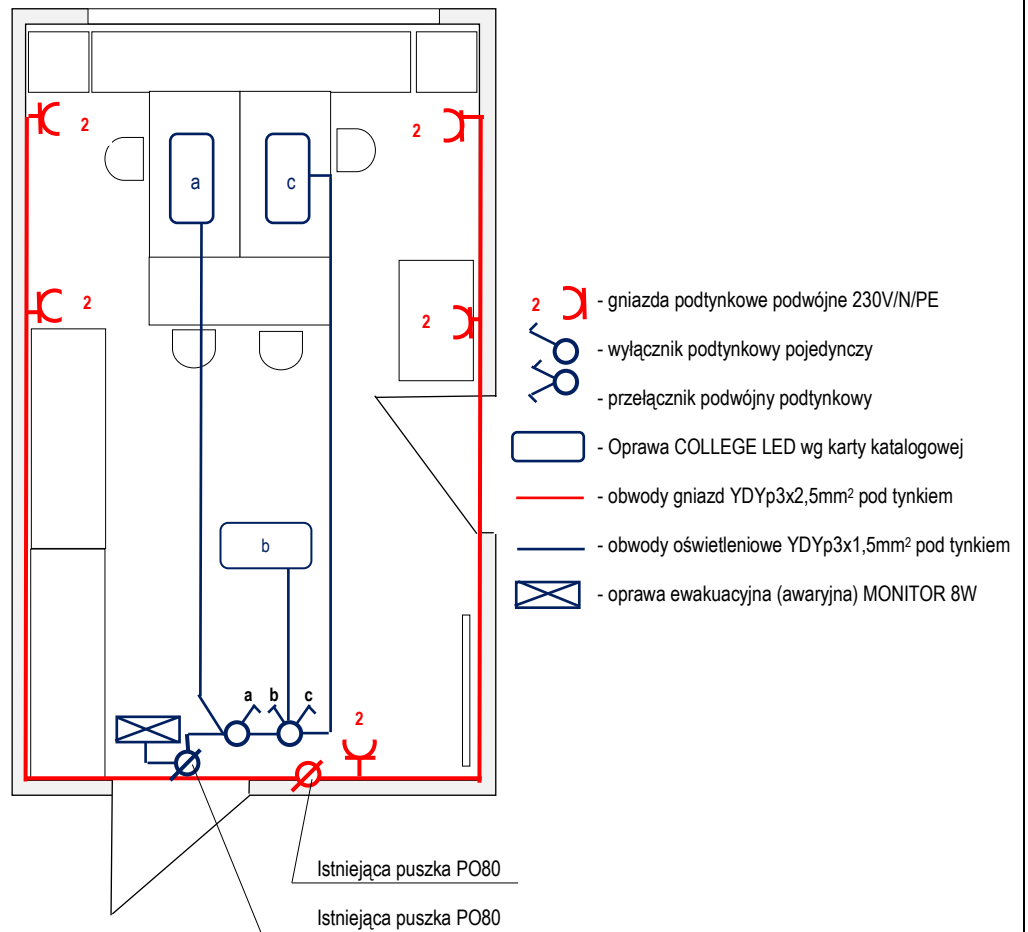 2
2
a
c
2
2
2 - gniazda podtynkowe podwójne 230V/N/PE
- wyłącznik podtynkowy pojedynczy
- przełącznik podwójny podtynkowy
- Oprawa COLLEGE LED wg karty katalogowej
- obwody gniazd YDYp3x2,5mm² pod tynkiem
b
- obwody oświetleniowe YDYp3x1,5mm² pod tynkiem
- oprawa ewakuacyjna (awaryjna) MONITOR 8W
a b c
2
Istniejąca puszka PO80
Istniejąca puszka PO80